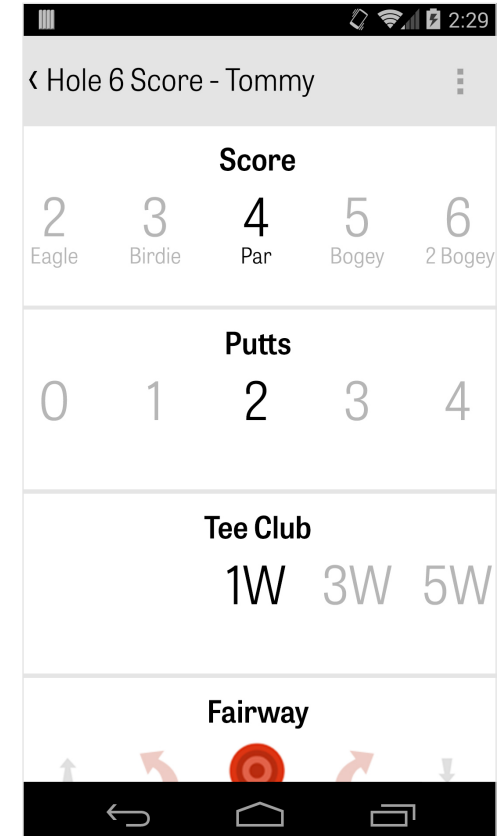 2:29
‹ Hole 6 Score - Tommy
Score
2 3 4 5 6
Eagle Birdie Par Bogey 2 Bogey
Putts
0 1 2 3 4
Tee Club
1W 3W 5W
Fairway